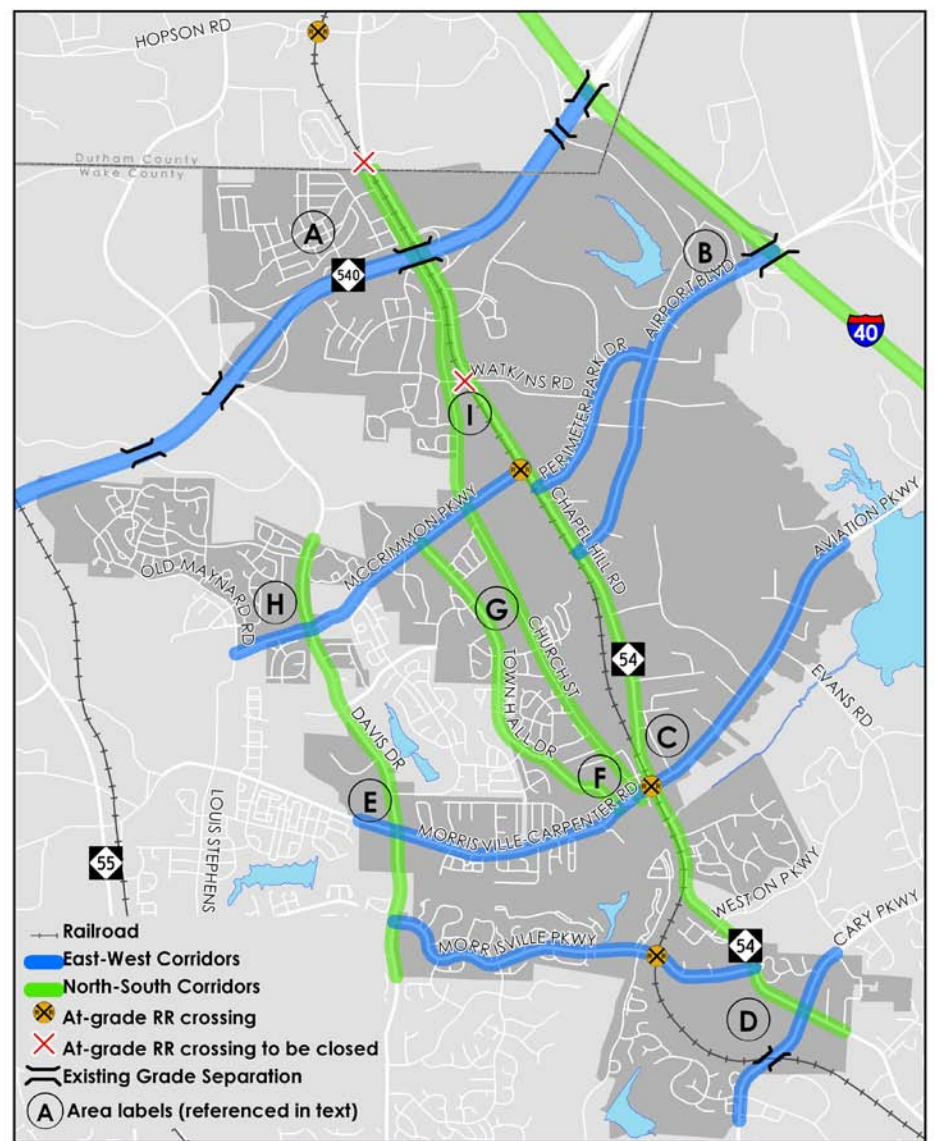 HOPSON RD
Durham County
Wake County
A
540
B
AIRPORT BLVD
40
WATKINS RD
I
PERIMETER PARK DR
MCCRIMMON PKWY
CHAPEL HILL RD
AVIATION PKWY
OLD MAYNARD RD
H
G
CHURCH ST
TOWN HALL DR
54
EVANS RD
DAVIS DR
C
F
E
MORRISVILLE-CARPENTER RD
LOUIS STEPHENS
55
WESTON PKWY
CARY PKWY
54
MORRISVILLE PKWY
D
Railroad
East-West Corridors
North-South Corridors
At-grade RR crossing
At-grade RR crossing to be closed
Existing Grade Separation
A Area labels (referenced in text)